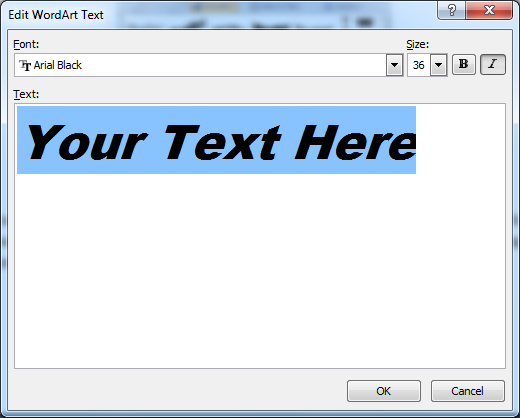 Edit WordArt Text
?
Font:
Size:
Arial Black
36
B
I
Text:
Your Text Here
OK
Cancel